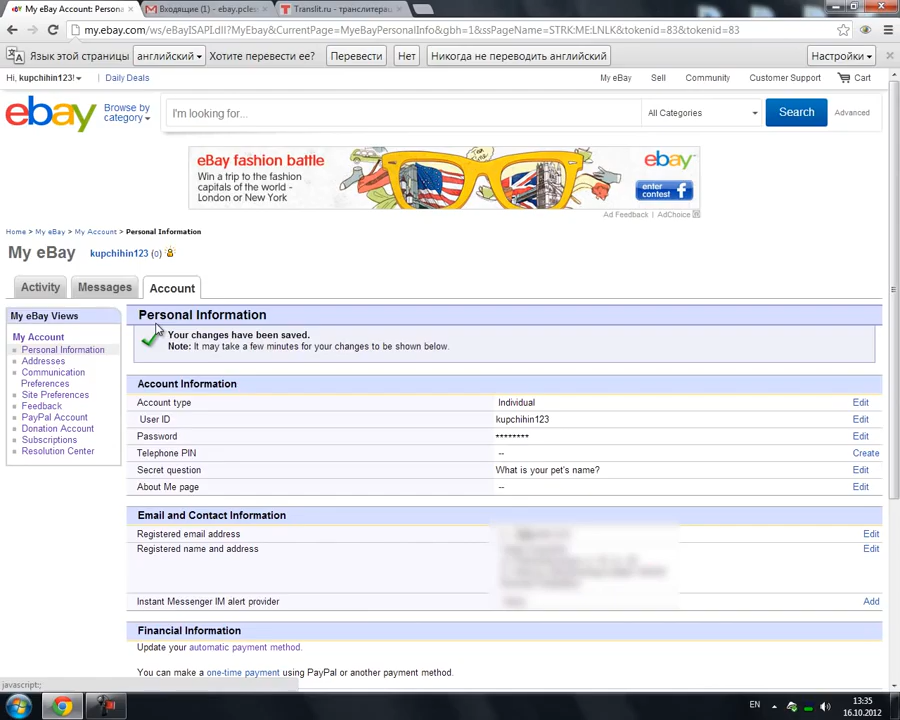 My eBay Account: Personal
Входящие (4) - ebay.pcles
Translit.ru - транслитерац
my.ebay.com/ws/eBayISAPI.dll?MyEbay&CurrentPage=MyeBayPersonalInfo&gbh=1&ssPageName=STRK:ME:LNLK&tokenid=83&tokenid=83
Язык этой страницы английский Хотите перевести ее? Перевести Нет Никогда не переводить английский Настройки
Hi, kupchihin123! Daily Deals My eBay Sell Community Customer Support Cart
ebay Browse by category I'm looking for... All Categories Search Advanced
eBay fashion battle
Win a trip to the fashion
capitals of the world -
London or New York
ebay
enter contest f
Ad Feedback | AdChoice
Home > My eBay > My Account > Personal Information
My eBay kupchihin123 (0)
Activity Messages Account
My eBay Views
My Account
Personal Information
Addresses
Communication
Preferences
Site Preferences
Feedback
PayPal Account
Donation Account
Subscriptions
Resolution Center
Personal Information
Your changes have been saved.
Note: It may take a few minutes for your changes to be shown below.
Account Information
Account type Individual Edit
User ID kupchihin123 Edit
Password ******** Edit
Telephone PIN -- Create
Secret question What is your pet's name? Edit
About Me page -- Edit
Email and Contact Information
Registered email address Edit
Registered name and address Edit
Instant Messenger IM alert provider Add
Financial Information
Update your automatic payment method.
You can make a one-time payment using PayPal or another payment method.
javascript:;
EN 13:35
16.10.2012